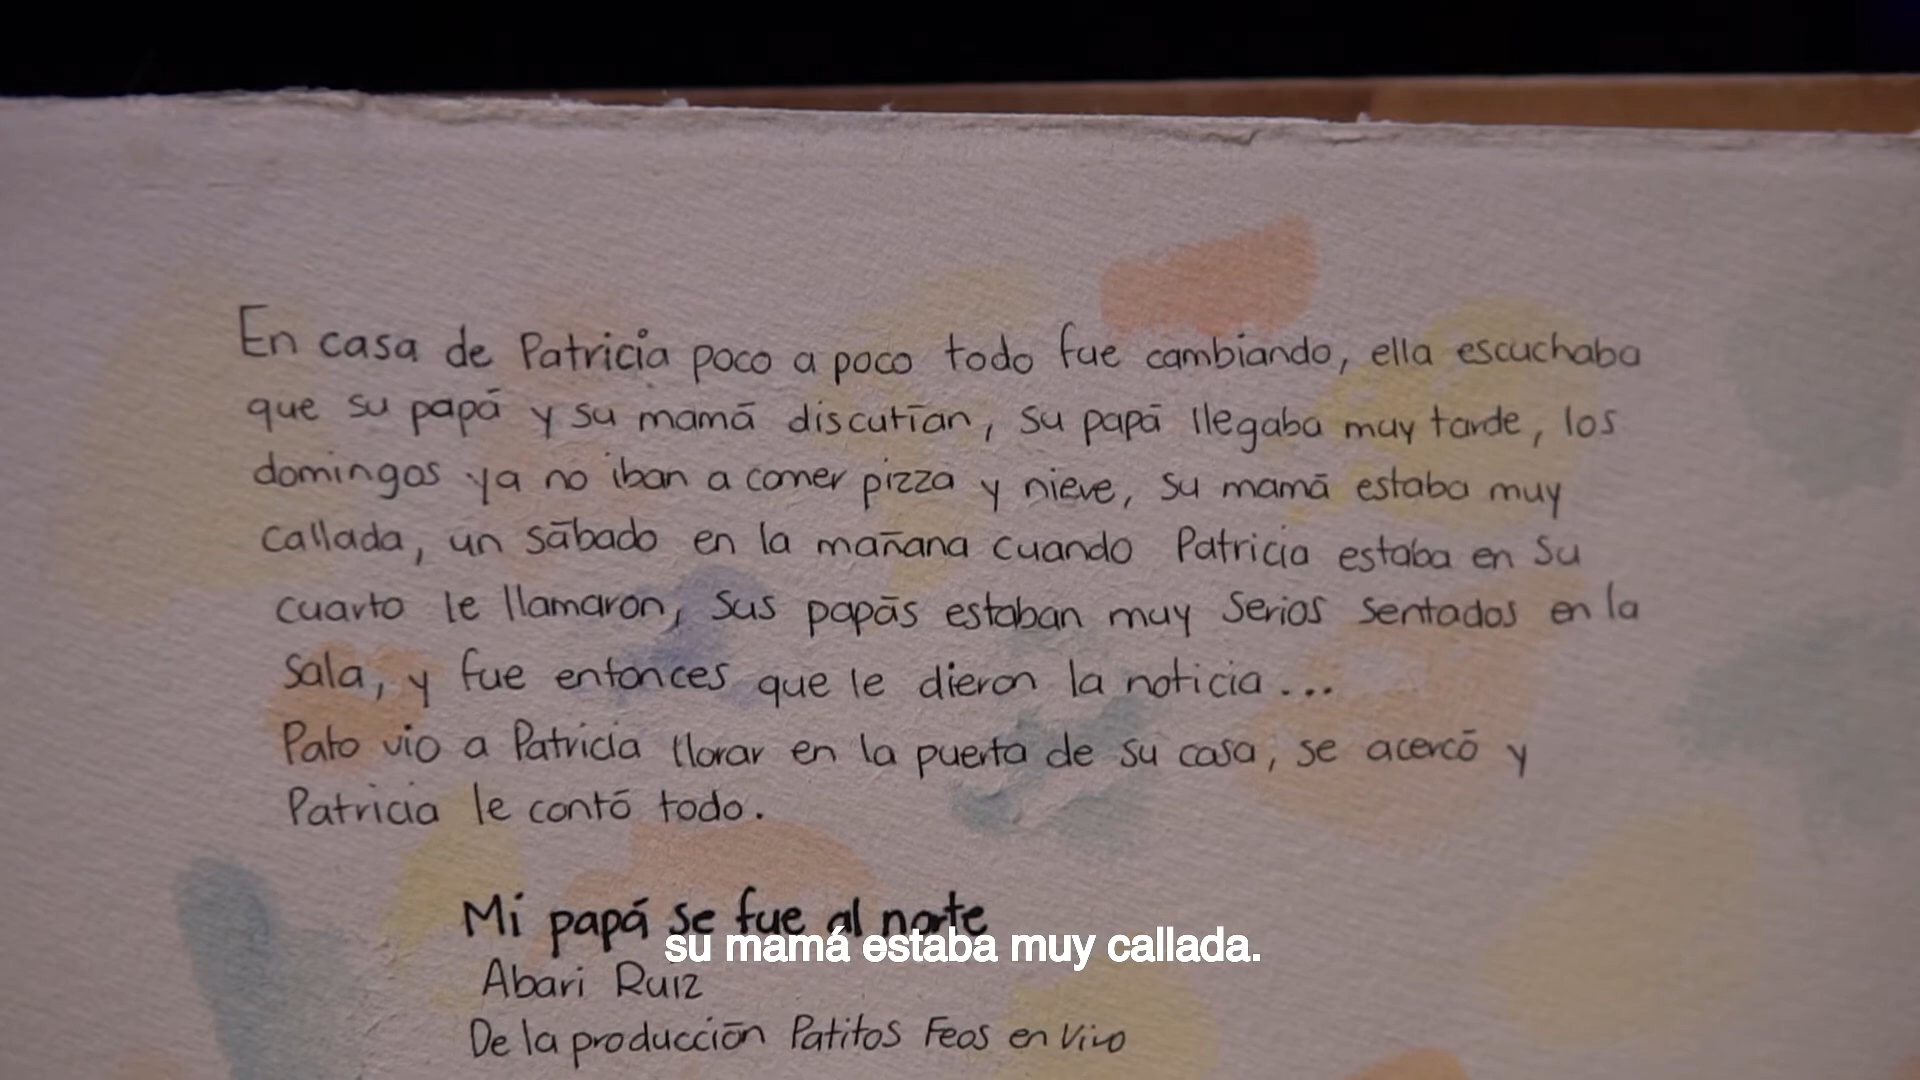 En casa de Patricia poco a poco todo fue cambiando, ella escuchaba
que su papá y su mamá discutían, su papá llegaba muy tarde, los
domingos ya no iban a comer pizza y nieve, su mamá estaba muy
callada, un sábado en la mañana cuando Patricia estaba en su
cuarto le llamaron, sus papás estaban muy serios sentados en la
sala, y fue entonces que le dieron la noticia...
Pato vio a Patricia llorar en la puerta de su casa, se acercó y
Patricia le contó todo.
Mi papá se fue al norte
su mamá estaba muy callada.
Abari Ruiz
De la producción Patitos Feos en Vivo